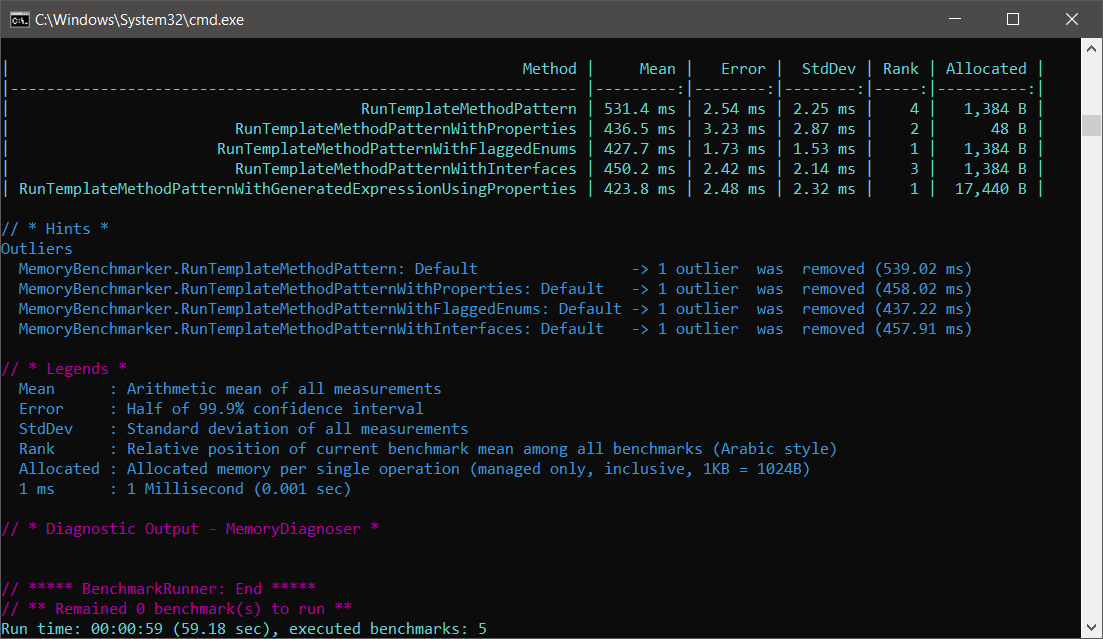 C:\Windows\System32\cmd.exe
| Method | Mean | Error | StdDev | Rank | Allocated |
|--------------------------------------------------------------- |---------:|--------:|--------:|-----:|----------:|
| RunTemplateMethodPattern | 531.4 ms | 2.54 ms | 2.25 ms | 4 | 1,384 B |
| RunTemplateMethodPatternWithProperties | 436.5 ms | 3.23 ms | 2.87 ms | 2 | 48 B |
| RunTemplateMethodPatternWithFlaggedEnums | 427.7 ms | 1.73 ms | 1.53 ms | 1 | 1,384 B |
| RunTemplateMethodPatternWithInterfaces | 450.2 ms | 2.42 ms | 2.14 ms | 3 | 1,384 B |
| RunTemplateMethodPatternWithGeneratedExpressionUsingProperties | 423.8 ms | 2.48 ms | 2.32 ms | 1 | 17,440 B |
// * Hints *
Outliers
MemoryBenchmarker.RunTemplateMethodPattern: Default -> 1 outlier was removed (539.02 ms)
MemoryBenchmarker.RunTemplateMethodPatternWithProperties: Default -> 1 outlier was removed (458.02 ms)
MemoryBenchmarker.RunTemplateMethodPatternWithFlaggedEnums: Default -> 1 outlier was removed (437.22 ms)
MemoryBenchmarker.RunTemplateMethodPatternWithInterfaces: Default -> 1 outlier was removed (457.91 ms)
// * Legends *
Mean : Arithmetic mean of all measurements
Error : Half of 99.9% confidence interval
StdDev : Standard deviation of all measurements
Rank : Relative position of current benchmark mean among all benchmarks (Arabic style)
Allocated : Allocated memory per single operation (managed only, inclusive, 1KB = 1024B)
1 ms : 1 Millisecond (0.001 sec)
// * Diagnostic Output - MemoryDiagnoser *
// ***** BenchmarkRunner: End *****
// ** Remained 0 benchmark(s) to run **
Run time: 00:00:59 (59.18 sec), executed benchmarks: 5